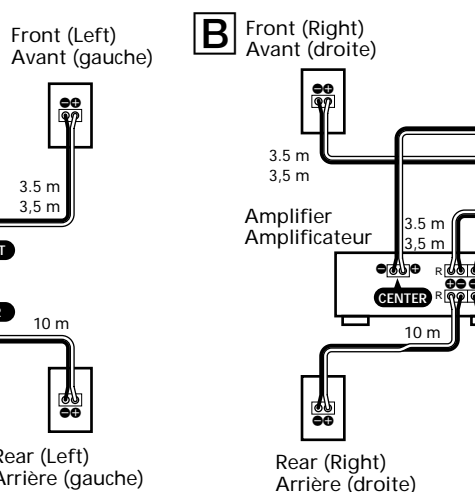 Front (Left)
Avant (gauche)
3.5 m
3,5 m
10 m
Rear (Left)
Arrière (gauche)
B
Front (Right)
Avant (droite)
3.5 m
3,5 m
Amplifier
Amplificateur
3.5 m
3,5 m
R
CENTER
R
10 m
Rear (Right)
Arrière (droite)